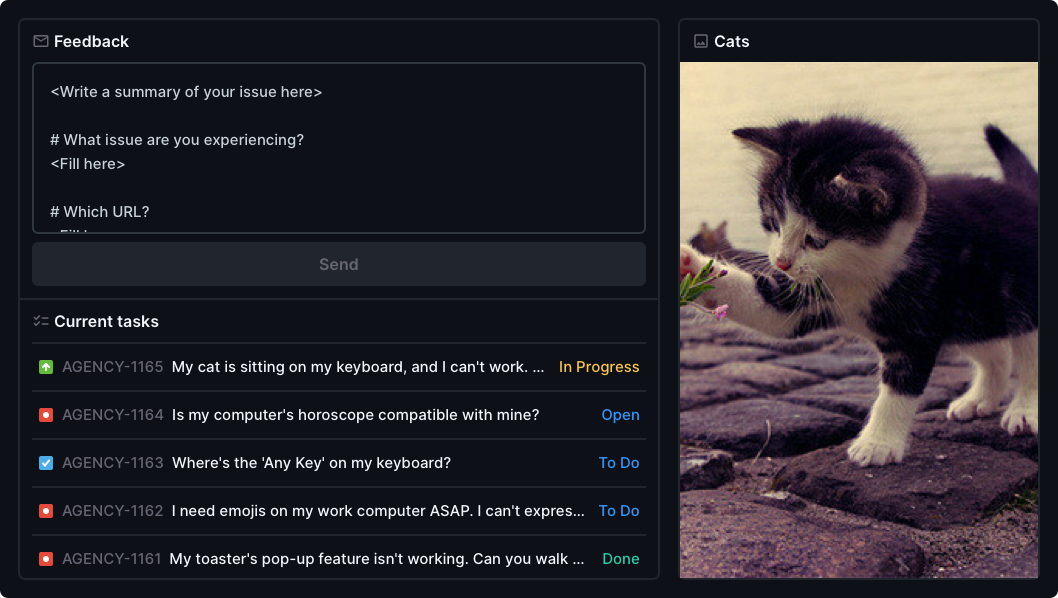 Feedback
<Write a summary of your issue here>
# What issue are you experiencing?
<Fill here>
# Which URL?
Send
Current tasks
AGENCY-1165 My cat is sitting on my keyboard, and I can't work. ... In Progress
AGENCY-1164 Is my computer's horoscope compatible with mine? Open
AGENCY-1163 Where's the 'Any Key' on my keyboard? To Do
AGENCY-1162 I need emojis on my work computer ASAP. I can't expres... To Do
AGENCY-1161 My toaster's pop-up feature isn't working. Can you walk ... Done
Cats